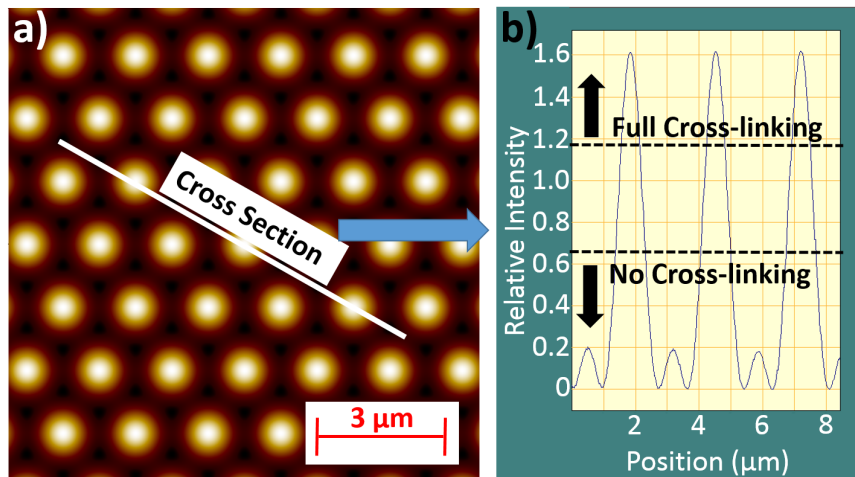 a)
Cross Section
3 µm
b)
Relative Intensity
1.6
1.4
1.2
1.0
0.8
0.6
0.4
0.2
0
Full Cross-linking
No Cross-linking
2
4
6
8
Position (µm)